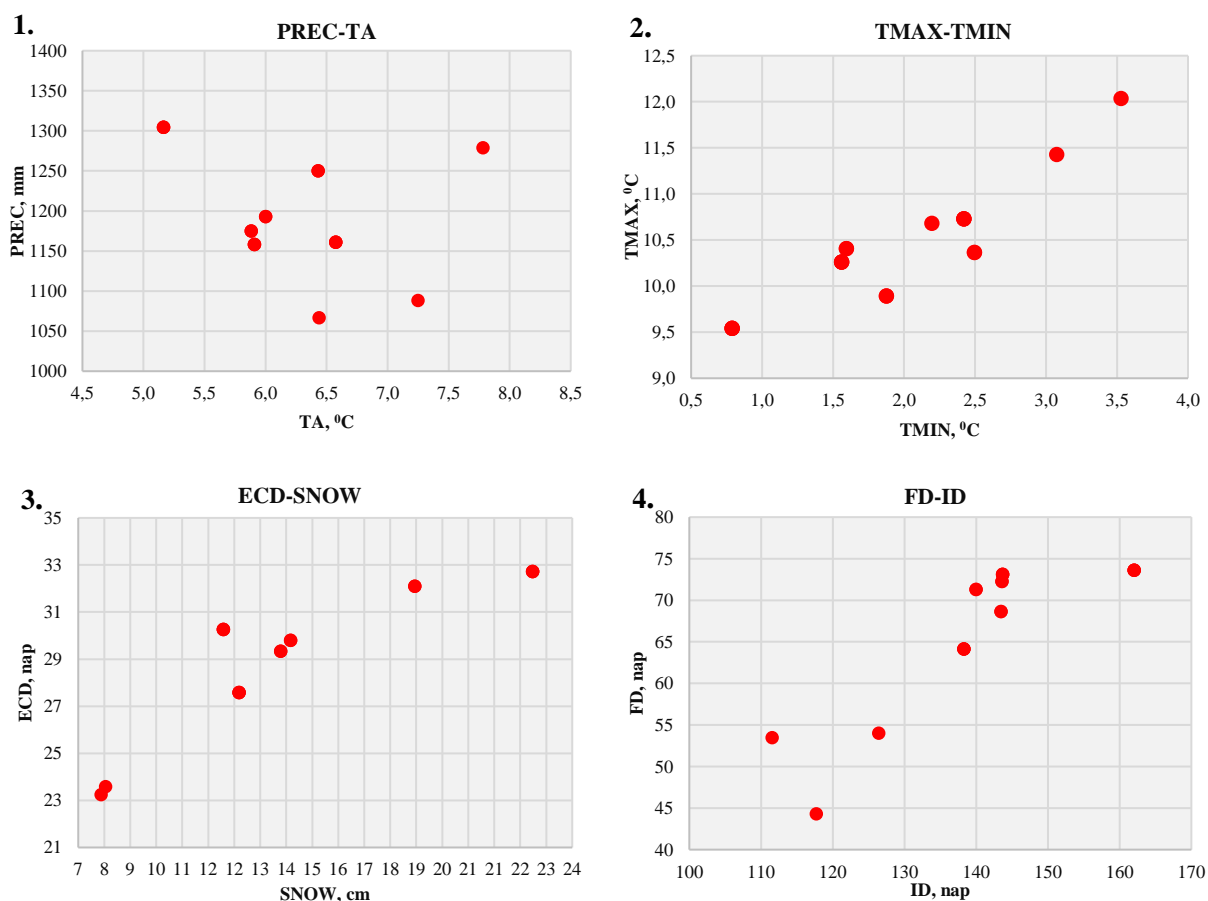 1.
PREC-TA
1400
1350
1300
1250
1200
1150
1100
1050
1000
PREC, mm
4,5 5,0 5,5 6,0 6,5 7,0 7,5 8,0 8,5
TA, ⁰C
2.
TMAX-TMIN
12,5
12,0
11,5
11,0
10,5
10,0
9,5
9,0
TMAX, ⁰C
0,5 1,0 1,5 2,0 2,5 3,0 3,5 4,0
TMIN, ⁰C
3.
ECD-SNOW
35
33
31
29
27
25
23
21
ECD, nap
7 8 9 10 11 12 12 13 14 15 16 17 18 19 20 21 21 22 23 24
SNOW, cm
4.
FD-ID
80
75
70
65
60
55
50
45
40
FD, nap
100 110 120 130 140 150 160 170
ID, nap